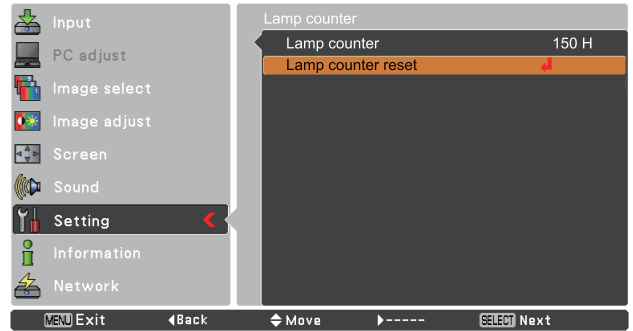 Input
PC adjust
Image select
Image adjust
Screen
Sound
Setting
Information
Network
Lamp counter
Lamp counter 150 H
Lamp counter reset
MENU Exit ◀Back ◆Move ▶----- SELECT Next